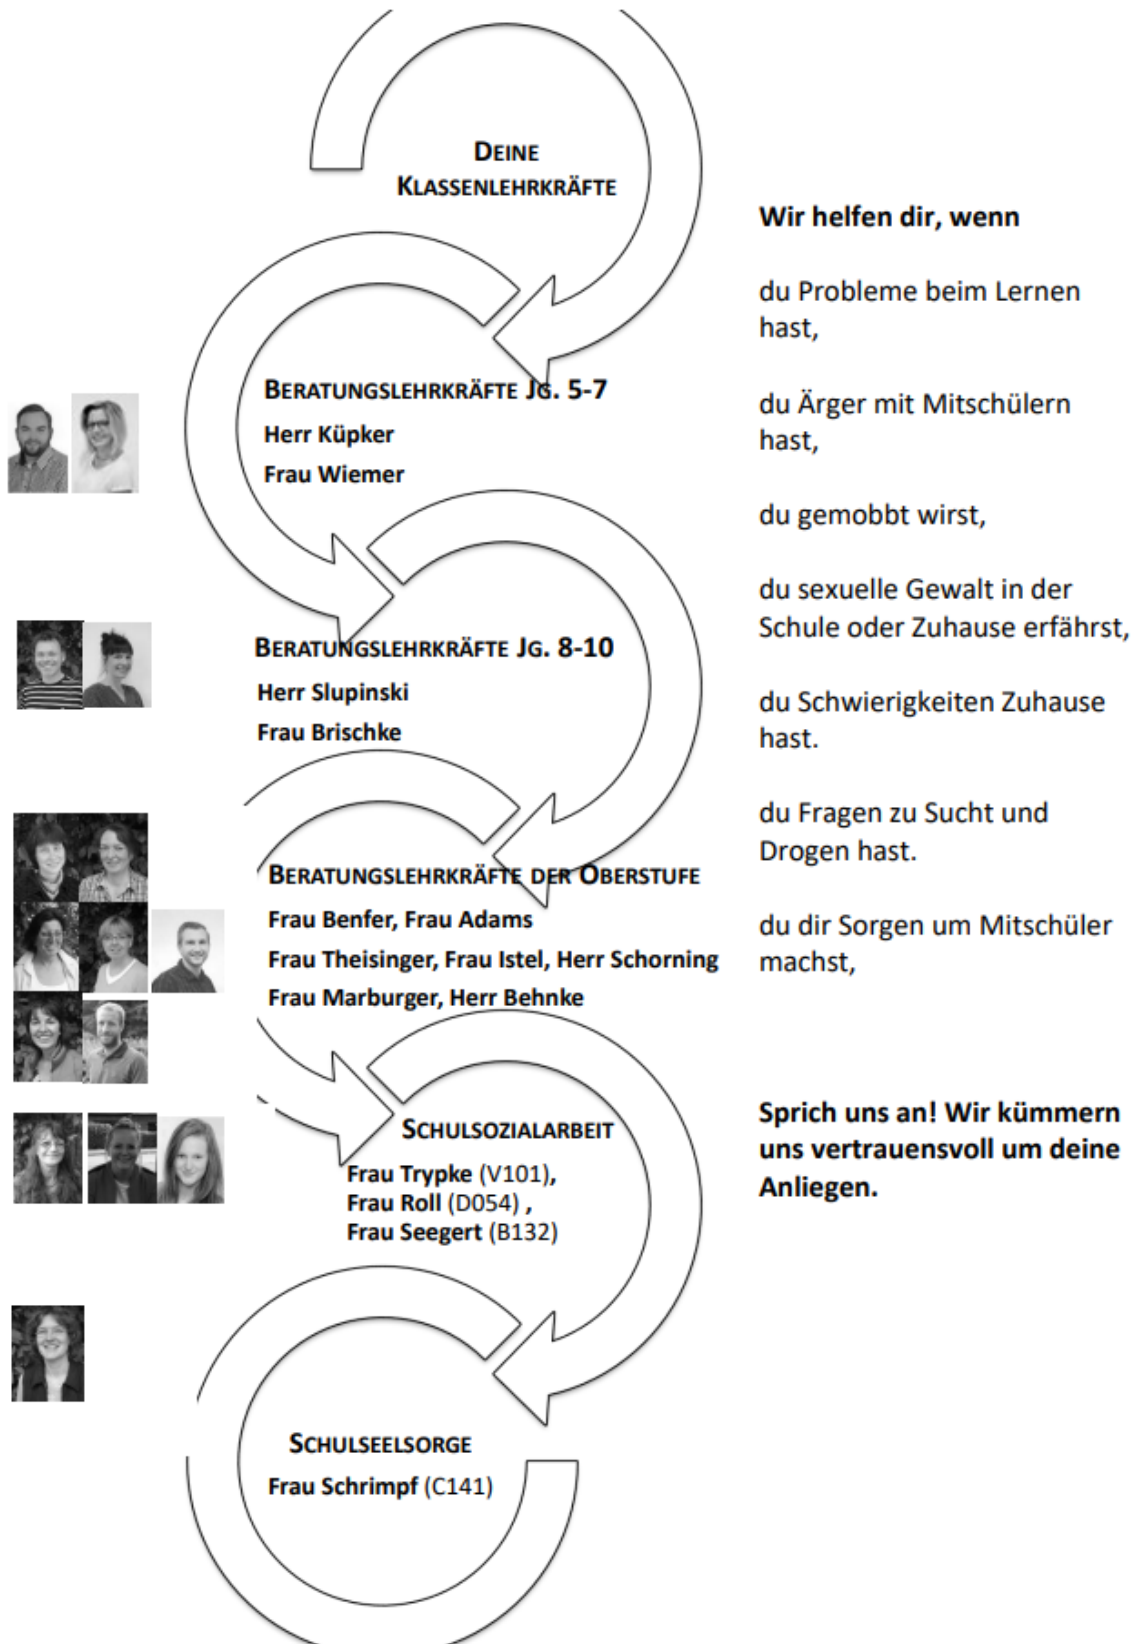 DEINE
KLASSENLEHRKRÄFTE
BERATUNGSLEHRKRÄFTE JG. 5-7
Herr Küpker
Frau Wiemer
BERATUNGSLEHRKRÄFTE JG. 8-10
Herr Slupinski
Frau Brischke
BERATUNGSLEHRKRÄFTE DER OBERSTUFE
Frau Benfer, Frau Adams
Frau Theisinger, Frau Istel, Herr Schorning
Frau Marburger, Herr Behnke
SCHULSOZIALARBEIT
Frau Trypke (V101),
Frau Roll (D054) ,
Frau Seegert (B132)
SCHULSEELSORGE
Frau Schrimpf (C141)
Wir helfen dir, wenn
du Probleme beim Lernen
hast,
du Ärger mit Mitschülern
hast,
du gemobbt wirst,
du sexuelle Gewalt in der
Schule oder Zuhause erfährst,
du Schwierigkeiten Zuhause
hast.
du Fragen zu Sucht und
Drogen hast.
du dir Sorgen um Mitschüler
machst,
Sprich uns an! Wir kümmern
uns vertrauensvoll um deine
Anliegen.